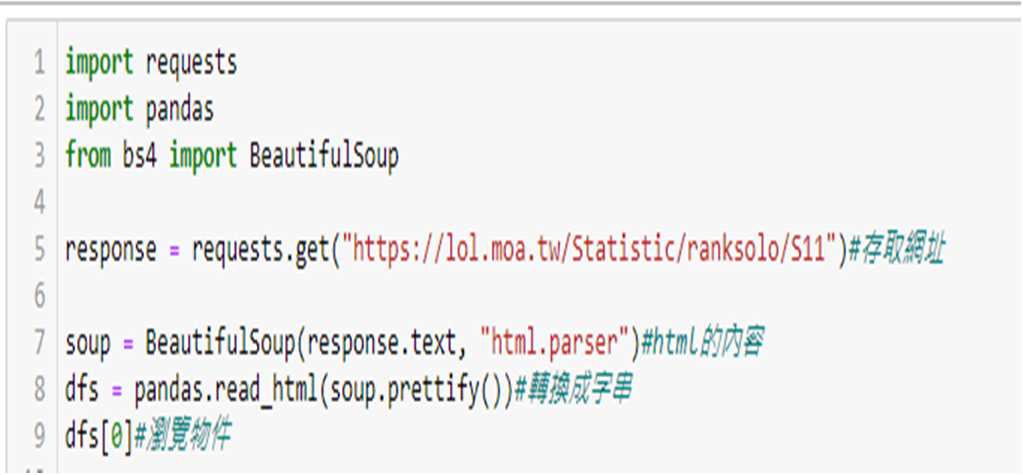 1 import requests
2 import pandas
3 from bs4 import BeautifulSoup
4
5 response = requests.get("https://lol.moa.tw/Statistic/ranksolo/S11")#存取網址
6
7 soup = BeautifulSoup(response.text, "html.parser")#html的內容
8 dfs = pandas.read_html(soup.prettify())#轉換成字串
9 dfs[0]#瀏覽物件